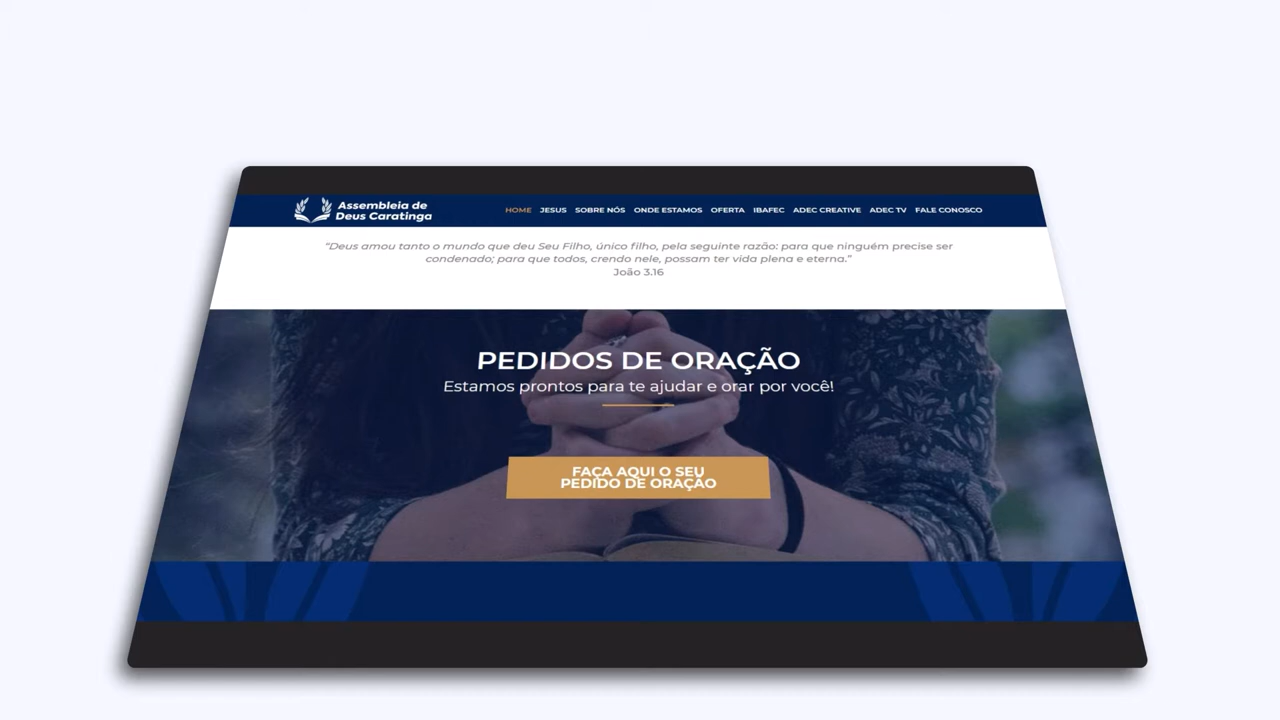 Assembleia de
Deus Caratinga
HOME JESUS SOBRE NÓS ONDE ESTAMOS OFERTA IBAFEC ADEC CREATIVE ADEC TV FALE CONOSCO
“Deus amou tanto o mundo que deu Seu Filho, único filho, pela seguinte razão: para que ninguém precise ser
condenado; para que todos, crendo nele, possam ter vida plena e eterna.”
João 3.16
PEDIDOS DE ORAÇÃO
Estamos prontos para te ajudar e orar por você!
FAÇA AQUI O SEU
PEDIDO DE ORAÇÃO